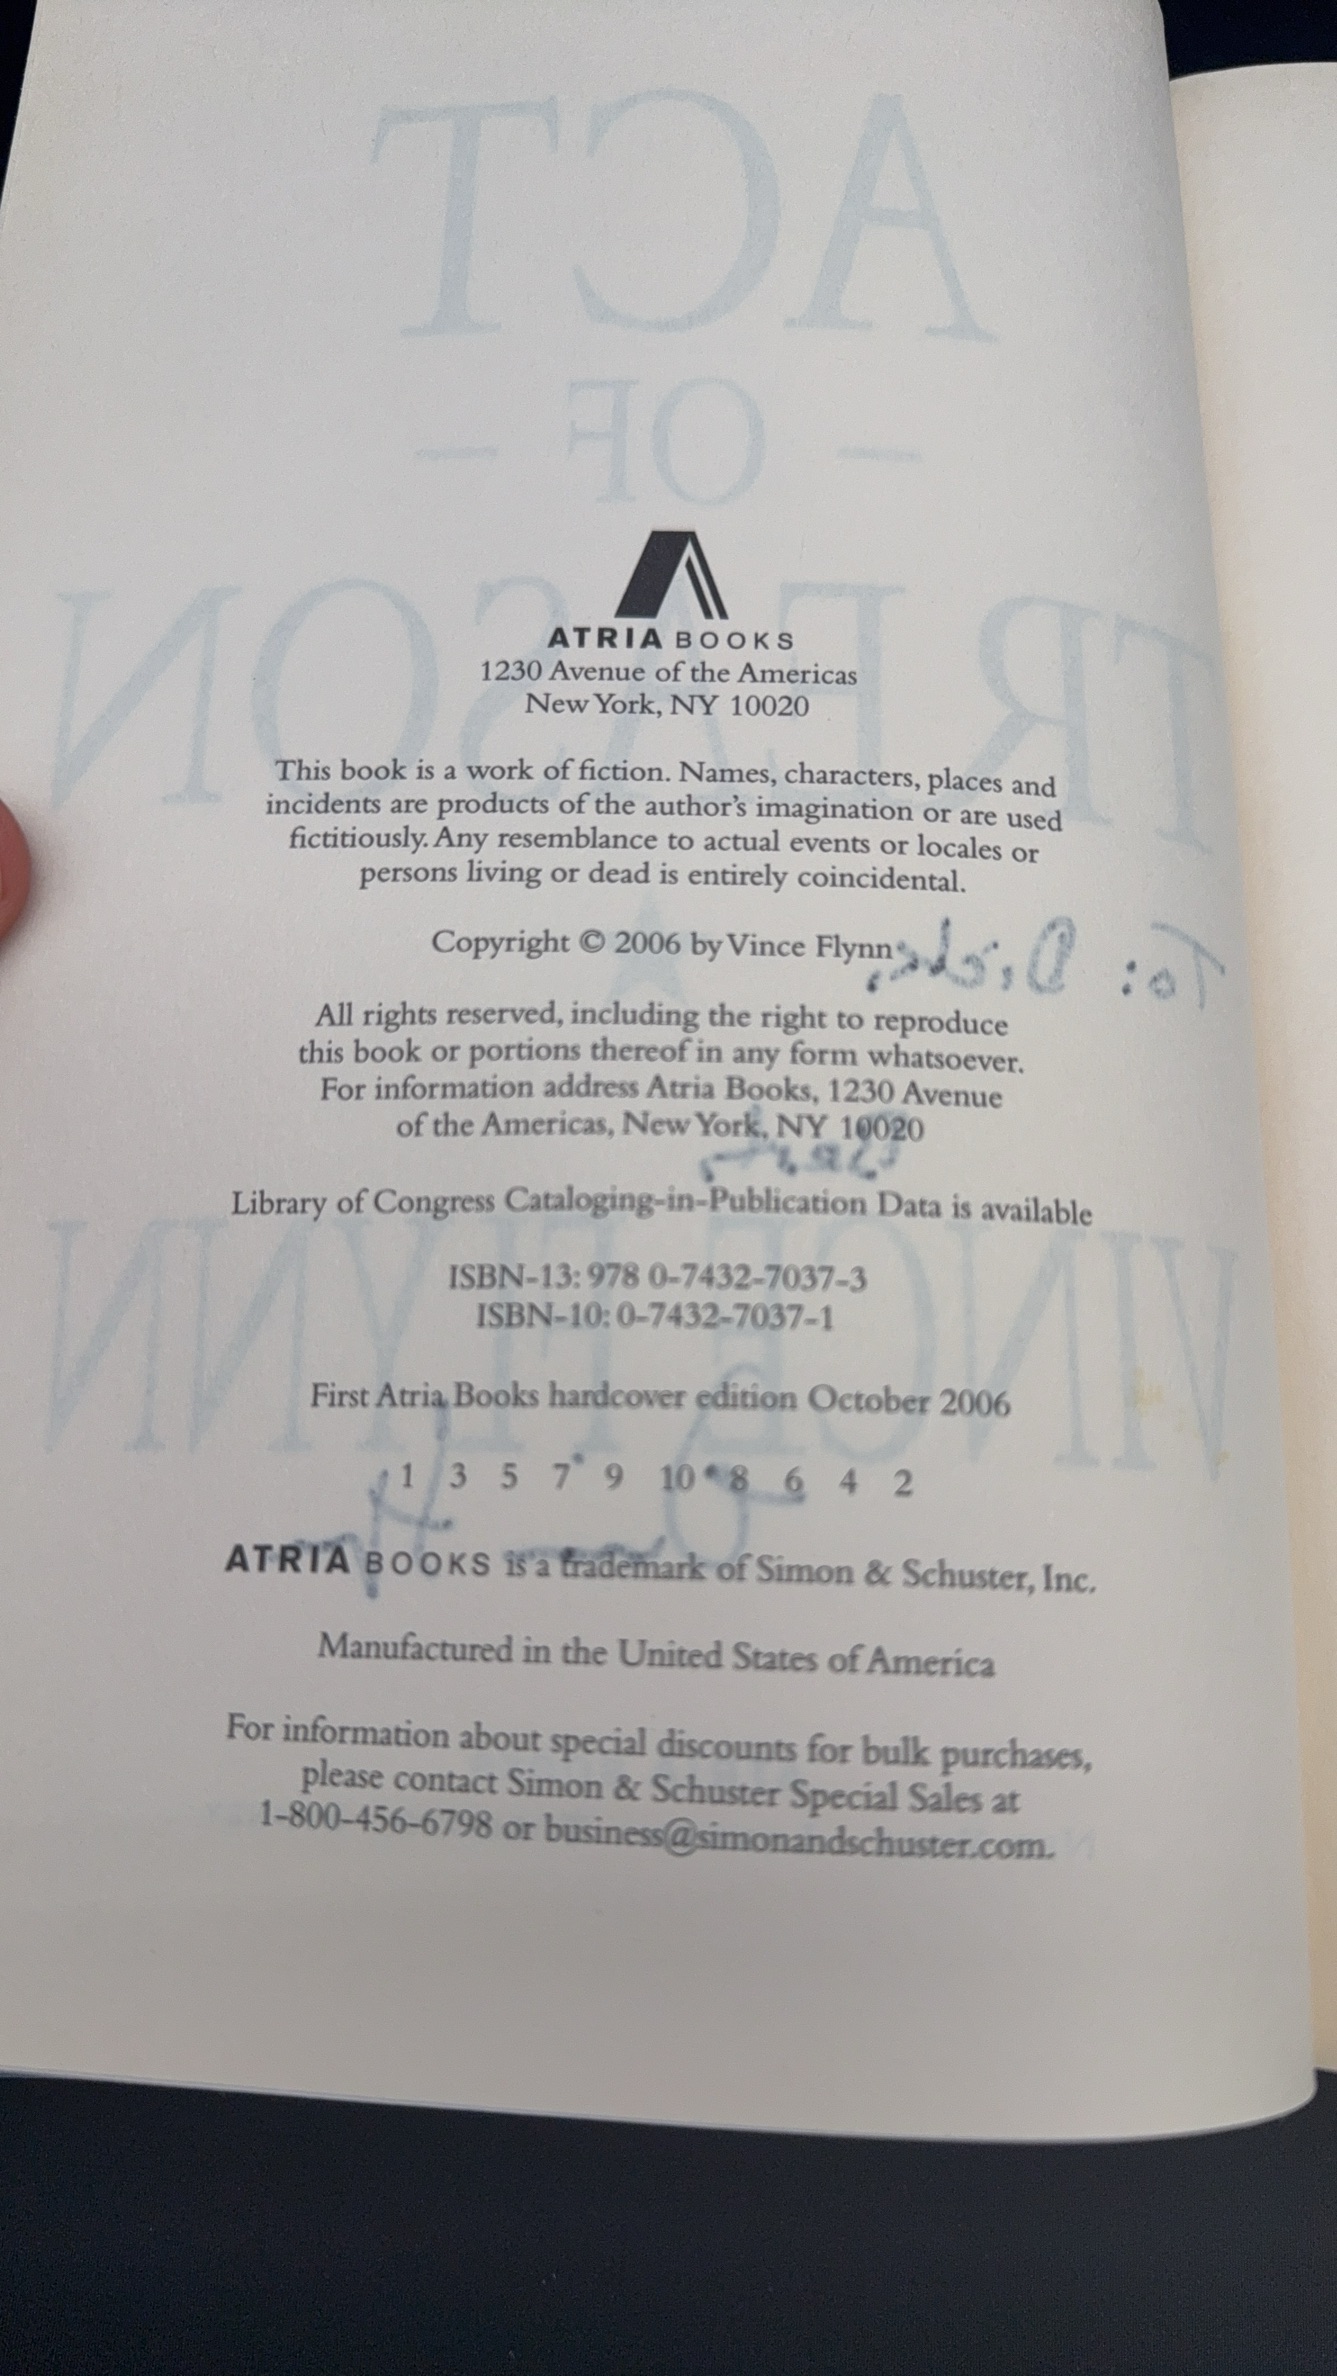 ACT
- OF -
TREASON
ATRIA BOOKS
1230 Avenue of the Americas
New York, NY 10020
This book is a work of fiction. Names, characters, places and
incidents are products of the author's imagination or are used
fictitiously. Any resemblance to actual events or locales or
persons living or dead is entirely coincidental.
Copyright © 2006 by Vince Flynn
To:
All rights reserved, including the right to reproduce
this book or portions thereof in any form whatsoever.
For information address Atria Books, 1230 Avenue
of the Americas, New York, NY 10020
Library of Congress Cataloging-in-Publication Data is available
VINCE FLYNN
ISBN-13: 978 0-7432-7037-3
ISBN-10: 0-7432-7037-1
First Atria Books hardcover edition October 2006
1 3 5 7 9 10 8 6 4 2
ATRIA BOOKS is a trademark of Simon & Schuster, Inc.
Manufactured in the United States of America
For information about special discounts for bulk purchases,
please contact Simon & Schuster Special Sales at
1-800-456-6798 or business@simonandschuster.com.